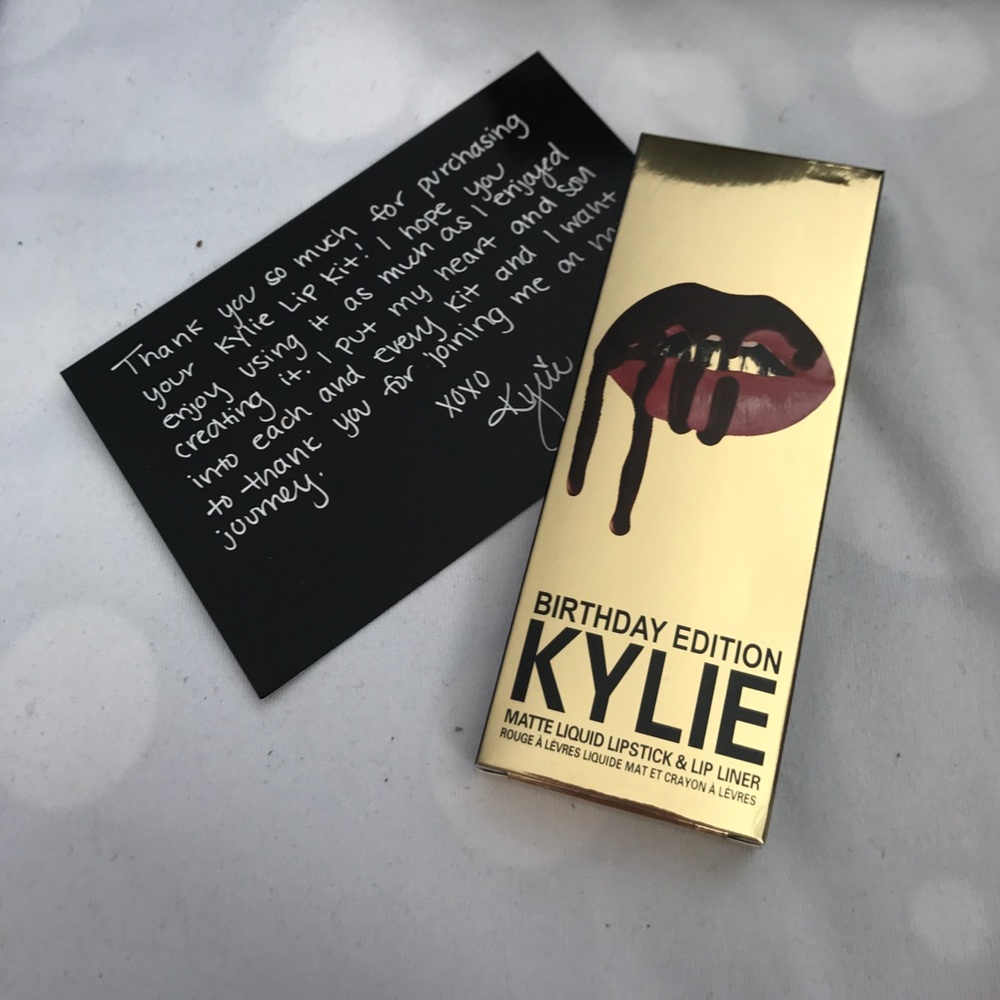 Thank you so much for purchasing
your Kylie Lip Kit! I hope you
enjoy using it as much as I enjoyed
creating it. I put my heart and soul
into each and every kit and I want
to thank you for joining me on m
journey.
xoxo
Kylie
BIRTHDAY EDITION
KYLIE
MATTE LIQUID LIPSTICK & LIP LINER
ROUGE À LÈVRES LIQUIDE MAT ET CRAYON À LÈVRES